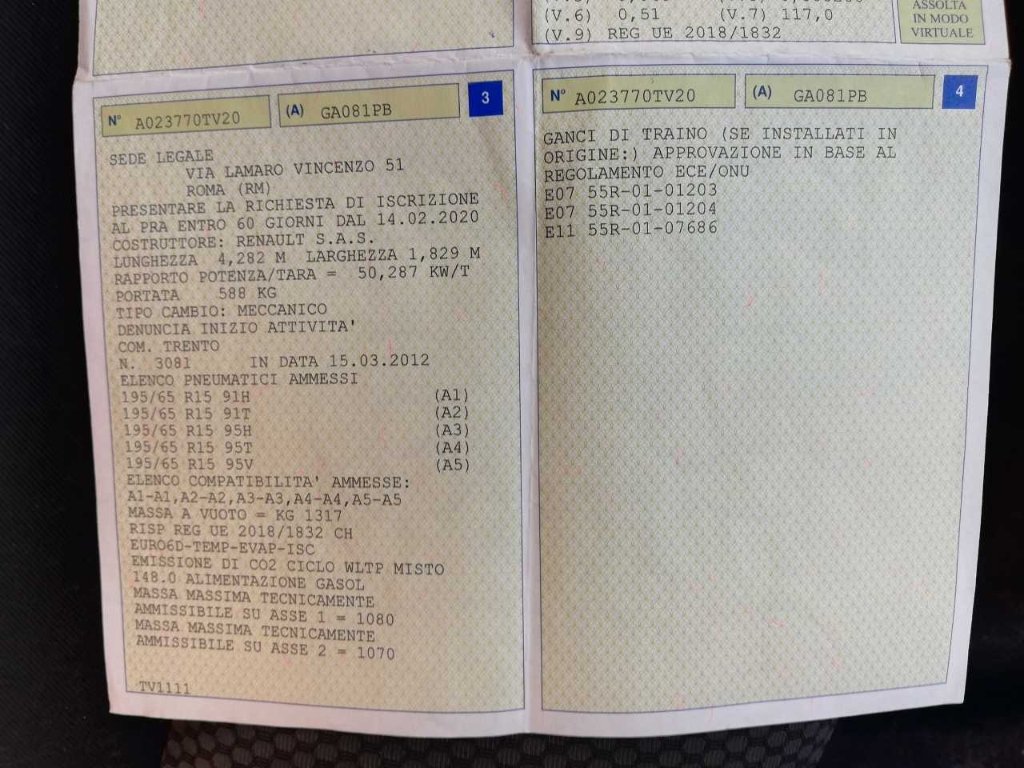 (V.6) 0,51 (V.7) 117,0
(V.9) REG UE 2018/1832
ASSOLTA
IN MODO
VIRTUALE
N° A023770TV20 (A) GA081PB 3
SEDE LEGALE
VIA LAMARO VINCENZO 51
ROMA (RM)
PRESENTARE LA RICHIESTA DI ISCRIZIONE
AL PRA ENTRO 60 GIORNI DAL 14.02.2020
COSTRUTTORE: RENAULT S.A.S.
LUNGHEZZA 4,282 M LARGHEZZA 1,829 M
RAPPORTO POTENZA/TARA = 50,287 KW/T
PORTATA 588 KG
TIPO CAMBIO: MECCANICO
DENUNCIA INIZIO ATTIVITA'
COM. TRENTO
N. 3081 IN DATA 15.03.2012
ELENCO PNEUMATICI AMMESSI
195/65 R15 91H (A1)
195/65 R15 91T (A2)
195/65 R15 95H (A3)
195/65 R15 95T (A4)
195/65 R15 95V (A5)
ELENCO COMPATIBILITA' AMMESSE:
A1-A1,A2-A2,A3-A3,A4-A4,A5-A5
MASSA A VUOTO = KG 1317
RISP REG UE 2018/1832 CH
EURO6D-TEMP-EVAP-ISC
EMISSIONE DI CO2 CICLO WLTP MISTO
148.0 ALIMENTAZIONE GASOL
MASSA MASSIMA TECNICAMENTE
AMMISSIBILE SU ASSE 1 = 1080
MASSA MASSIMA TECNICAMENTE
AMMISSIBILE SU ASSE 2 = 1070
TV1111
N° A023770TV20 (A) GA081PB 4
GANCI DI TRAINO (SE INSTALLATI IN
ORIGINE:) APPROVAZIONE IN BASE AL
REGOLAMENTO ECE/ONU
E07 55R-01-01203
E07 55R-01-01204
E11 55R-01-07686